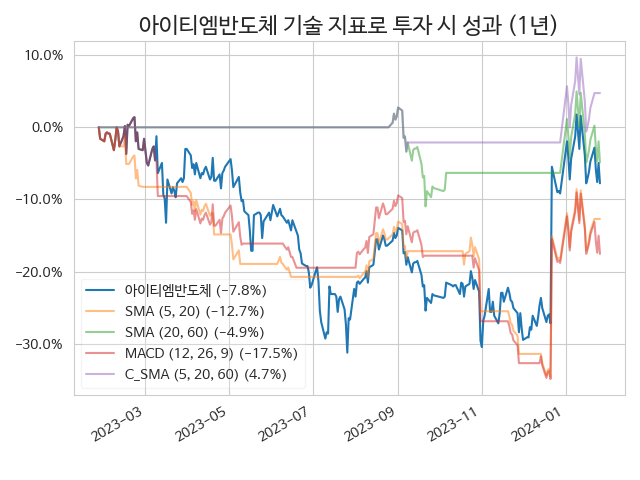 아이티엠반도체 기술 지표로 투자 시 성과 (1년)
10.0%
0.0%
−10.0%
−20.0%
−30.0%
아이티엠반도체 (−7.8%)
SMA (5, 20) (−12.7%)
SMA (20, 60) (−4.9%)
MACD (12, 26, 9) (−17.5%)
C_SMA (5, 20, 60) (4.7%)
2023-03
2023-05
2023-07
2023-09
2023-11
2024-01